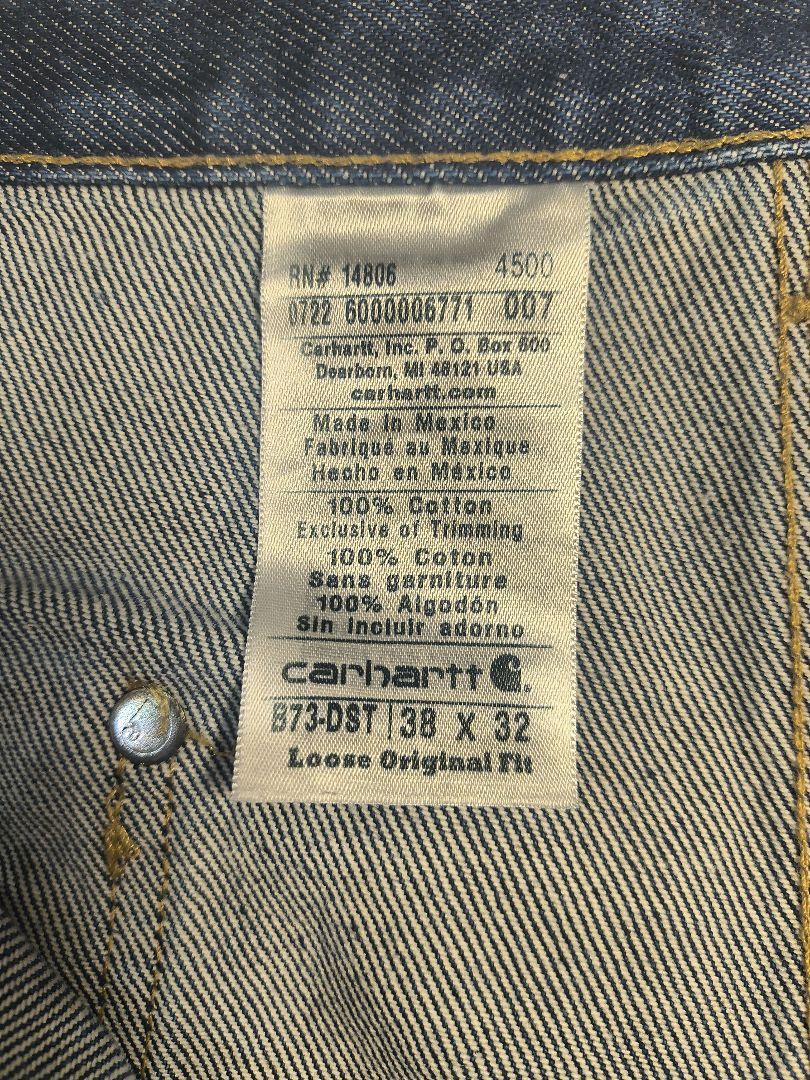 RN# 14806 4500
0722 6000006771 007
Carhartt, Inc. P. O. Box 600
Dearborn, MI 48121 USA
carhartt.com
Made in Mexico
Fabriqué au Mexique
Hecho en México
100% Cotton
Exclusive of Trimming
100% Coton
Sans garniture
100% Algodón
Sin incluir adorno
carhartt
B73-DST | 38 X 32
Loose Original Fit